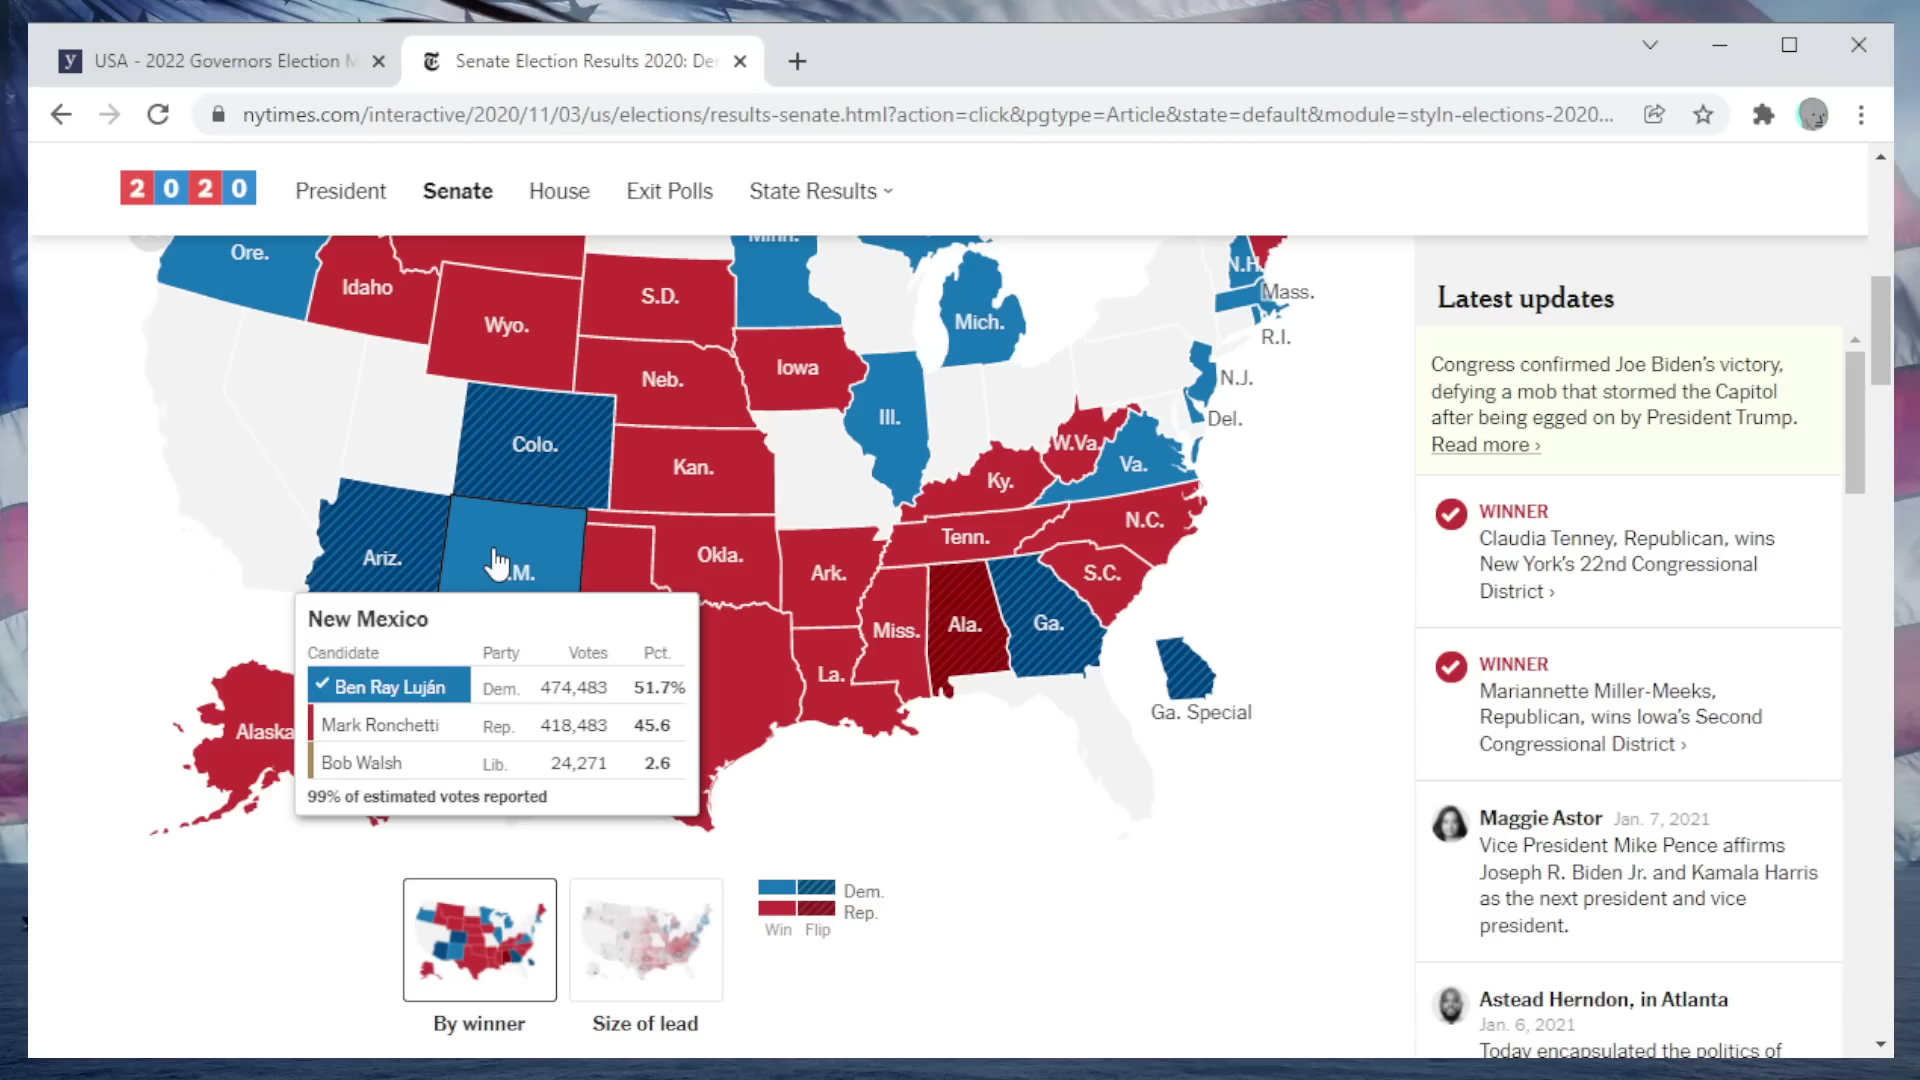 USA - 2022 Governors Election M
Senate Election Results 2020: De
nytimes.com/interactive/2020/11/03/us/elections/results-senate.html?action=click&pgtype=Article&state=default&module=styln-elections-2020...
2020
President
Senate
House
Exit Polls
State Results
Ore.
Minn.
Idaho
S.D.
Wyo.
Mich.
N.H.
Mass.
R.I.
Iowa
Neb.
N.J.
Ill.
Del.
Colo.
Kan.
W.Va.
Va.
Ky.
N.C.
Tenn.
Ariz.
.M.
Okla.
Ark.
S.C.
Miss.
Ala.
Ga.
La.
Alaska
Ga. Special
New Mexico
Candidate Party Votes Pct.
Ben Ray Luján Dem. 474,483 51.7%
Mark Ronchetti Rep. 418,483 45.6
Bob Walsh Lib. 24,271 2.6
99% of estimated votes reported
By winner
Size of lead
Dem.
Rep.
Win Flip
Latest updates
Congress confirmed Joe Biden’s victory,
defying a mob that stormed the Capitol
after being egged on by President Trump.
Read more ›
WINNER
Claudia Tenney, Republican, wins
New York’s 22nd Congressional
District ›
WINNER
Mariannette Miller-Meeks,
Republican, wins Iowa’s Second
Congressional District ›
Maggie Astor Jan. 7, 2021
Vice President Mike Pence affirms
Joseph R. Biden Jr. and Kamala Harris
as the next president and vice
president.
Astead Herndon, in Atlanta
Jan. 6, 2021
Today encapsulated the politics of